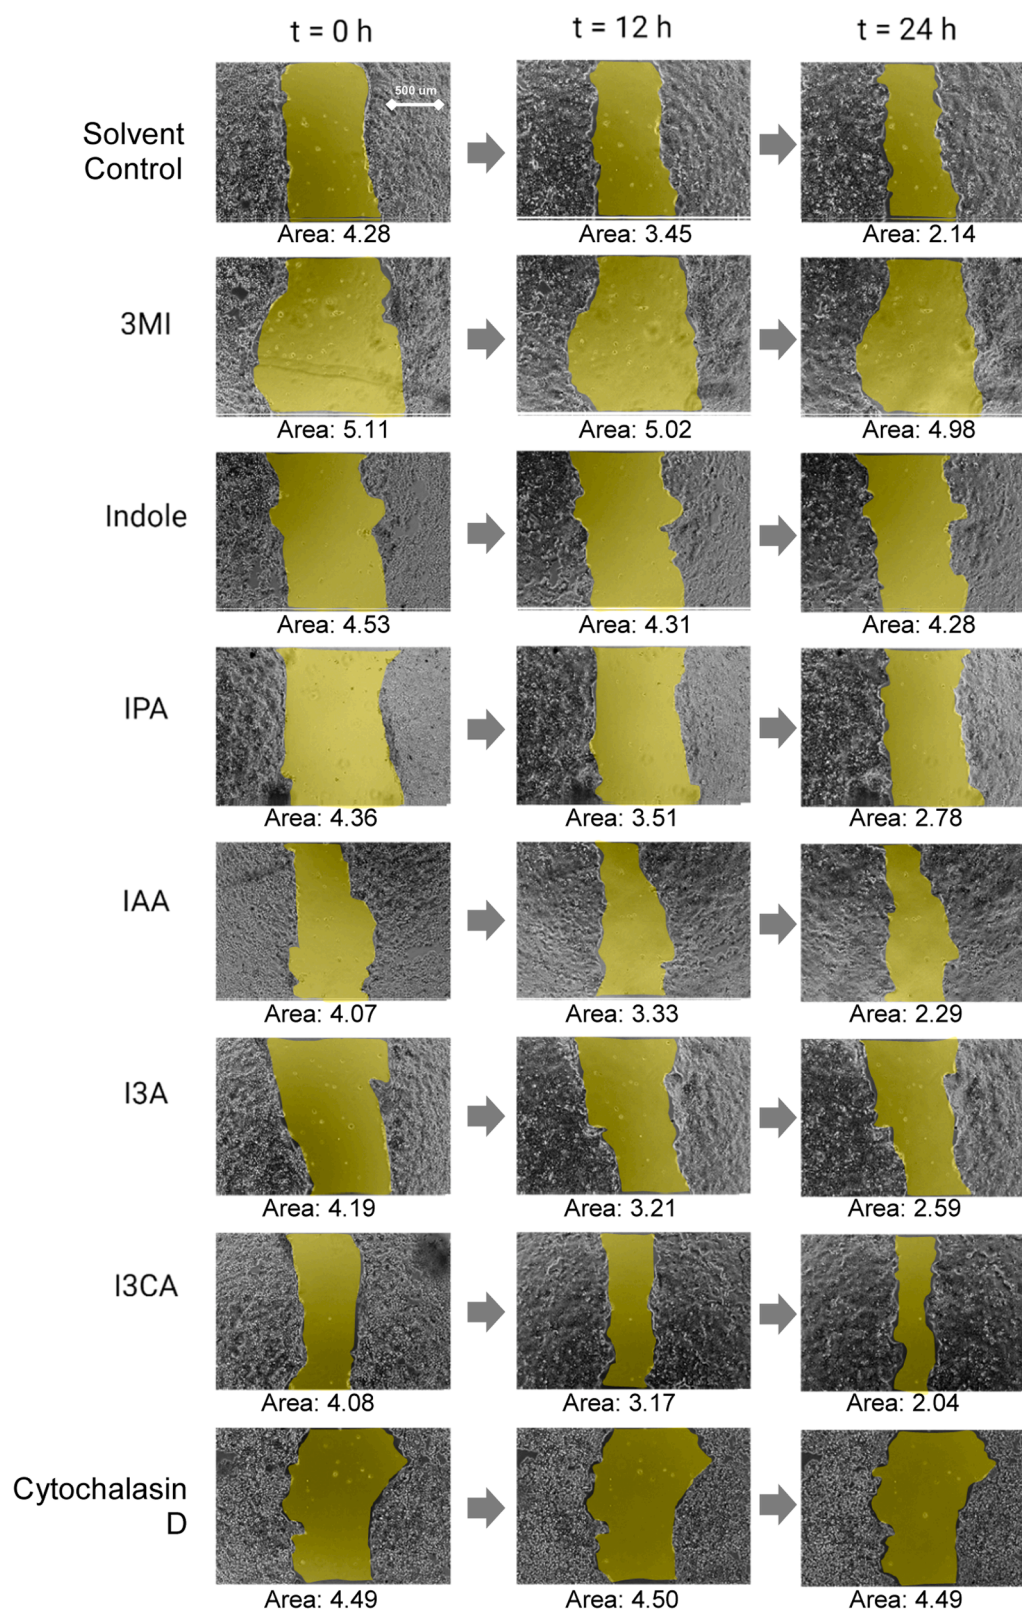 t = 0 h t = 12 h t = 24 h
500 um
Solvent
Control
Area: 4.28 Area: 3.45 Area: 2.14
3MI
Area: 5.11 Area: 5.02 Area: 4.98
Indole
Area: 4.53 Area: 4.31 Area: 4.28
IPA
Area: 4.36 Area: 3.51 Area: 2.78
IAA
Area: 4.07 Area: 3.33 Area: 2.29
I3A
Area: 4.19 Area: 3.21 Area: 2.59
I3CA
Area: 4.08 Area: 3.17 Area: 2.04
Cytochalasin
D
Area: 4.49 Area: 4.50 Area: 4.49